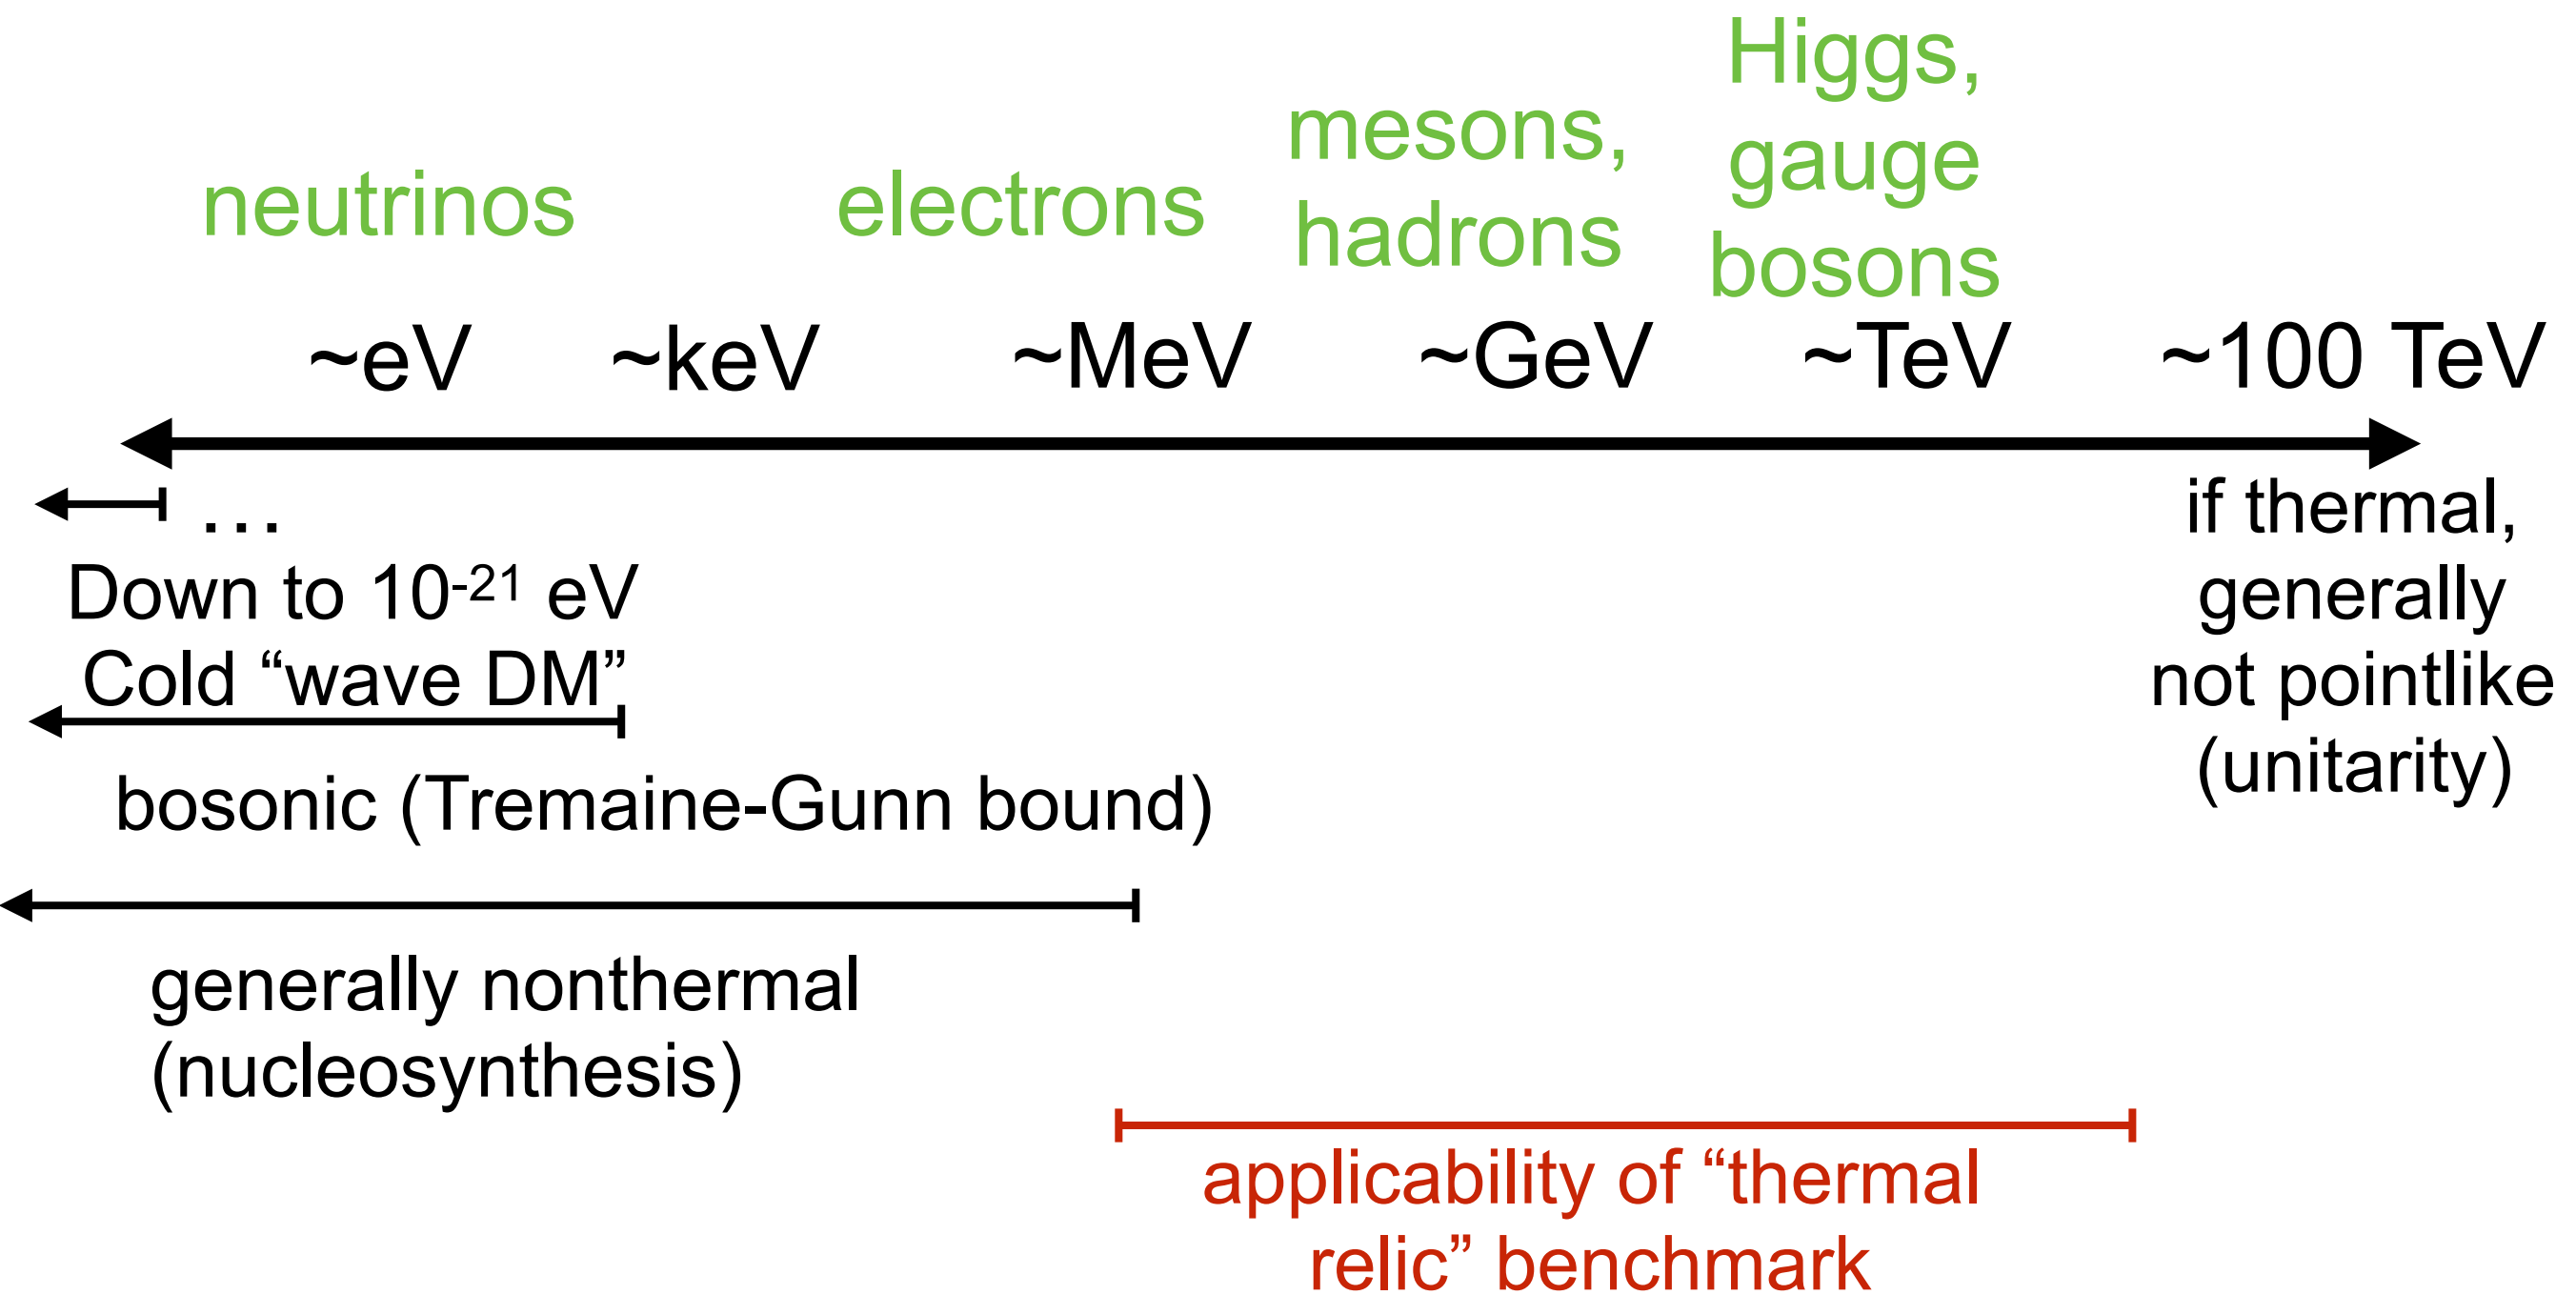 neutrinos
electrons
mesons,
hadrons
Higgs,
gauge
bosons
~eV
~keV
~MeV
~GeV
~TeV
~100 TeV
…
Down to 10⁻²¹ eV
Cold “wave DM”
bosonic (Tremaine-Gunn bound)
generally nonthermal
(nucleosynthesis)
if thermal,
generally
not pointlike
(unitarity)
applicability of “thermal
relic” benchmark